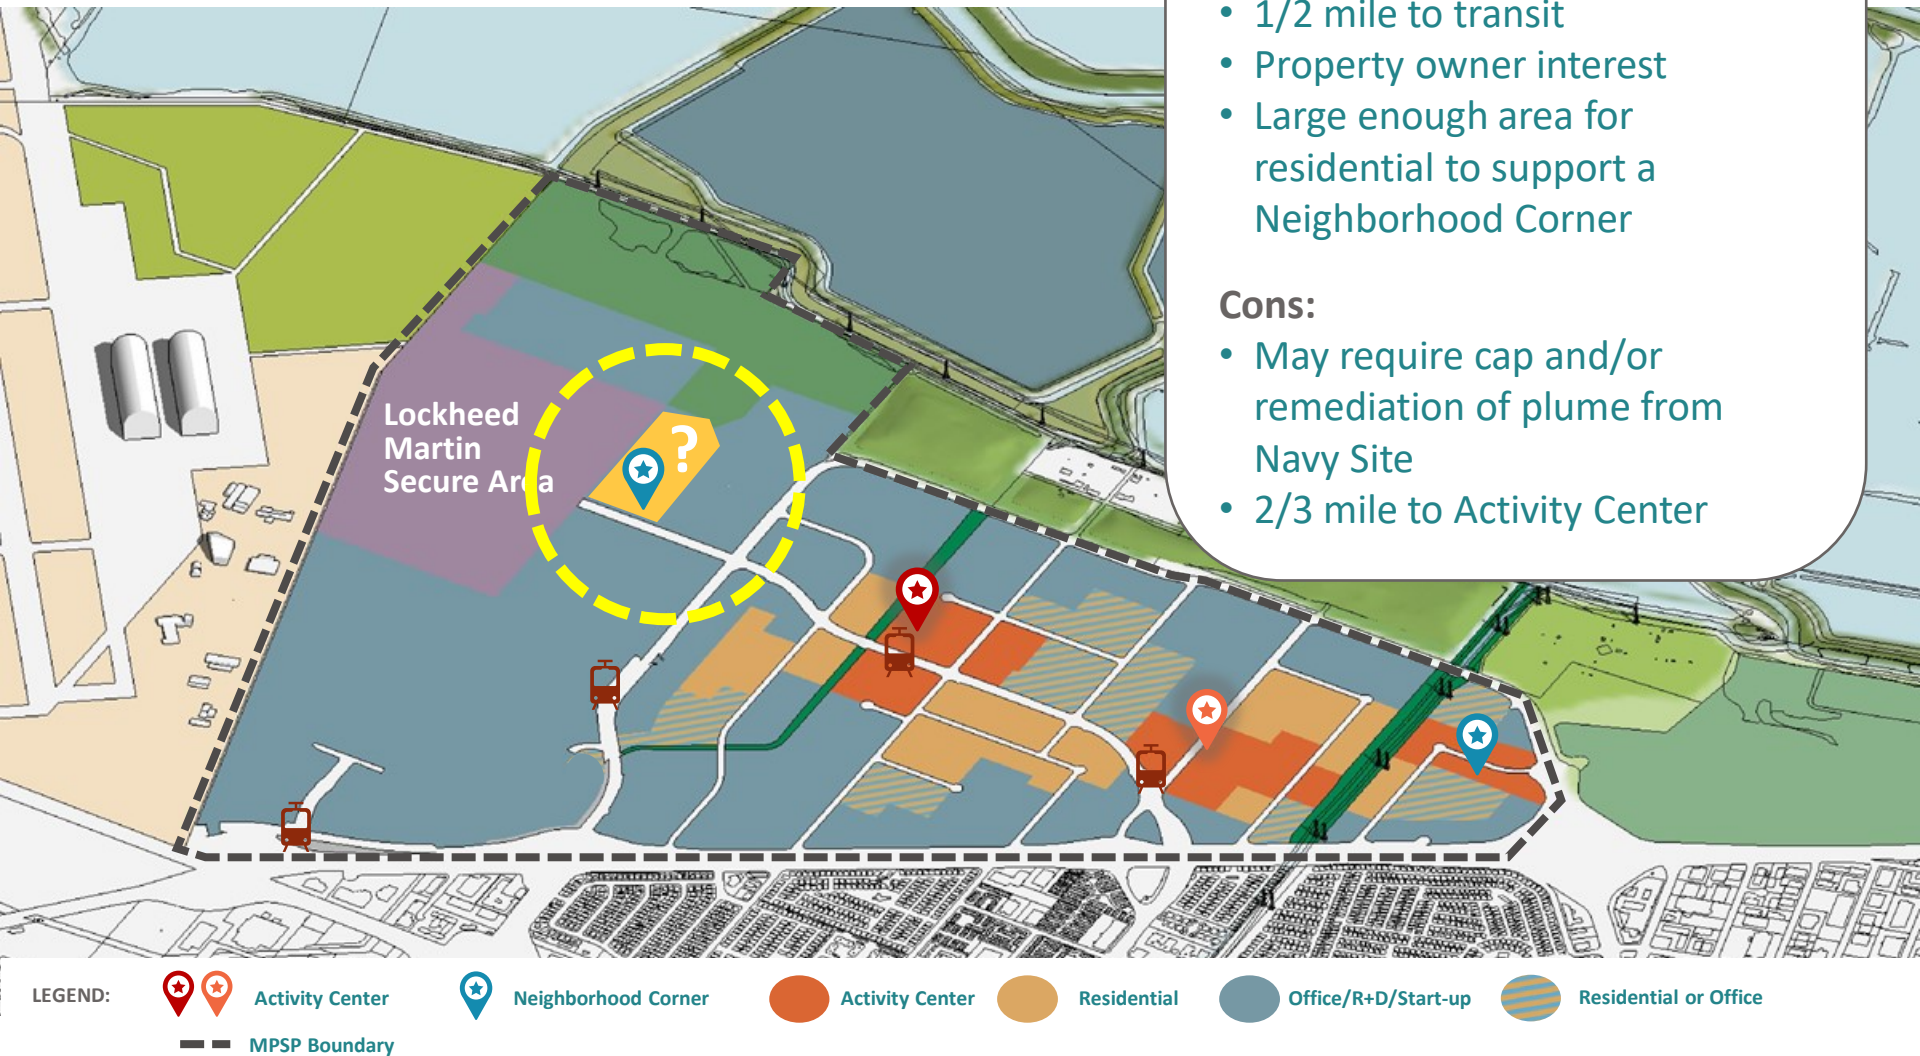 • 1/2 mile to transit
• Property owner interest
• Large enough area for
residential to support a
Neighborhood Corner
Cons:
• May require cap and/or
remediation of plume from
Navy Site
• 2/3 mile to Activity Center
Lockheed
Martin
Secure Area
?
LEGEND:
Activity Center
Neighborhood Corner
Activity Center
Residential
Office/R+D/Start-up
Residential or Office
MPSP Boundary